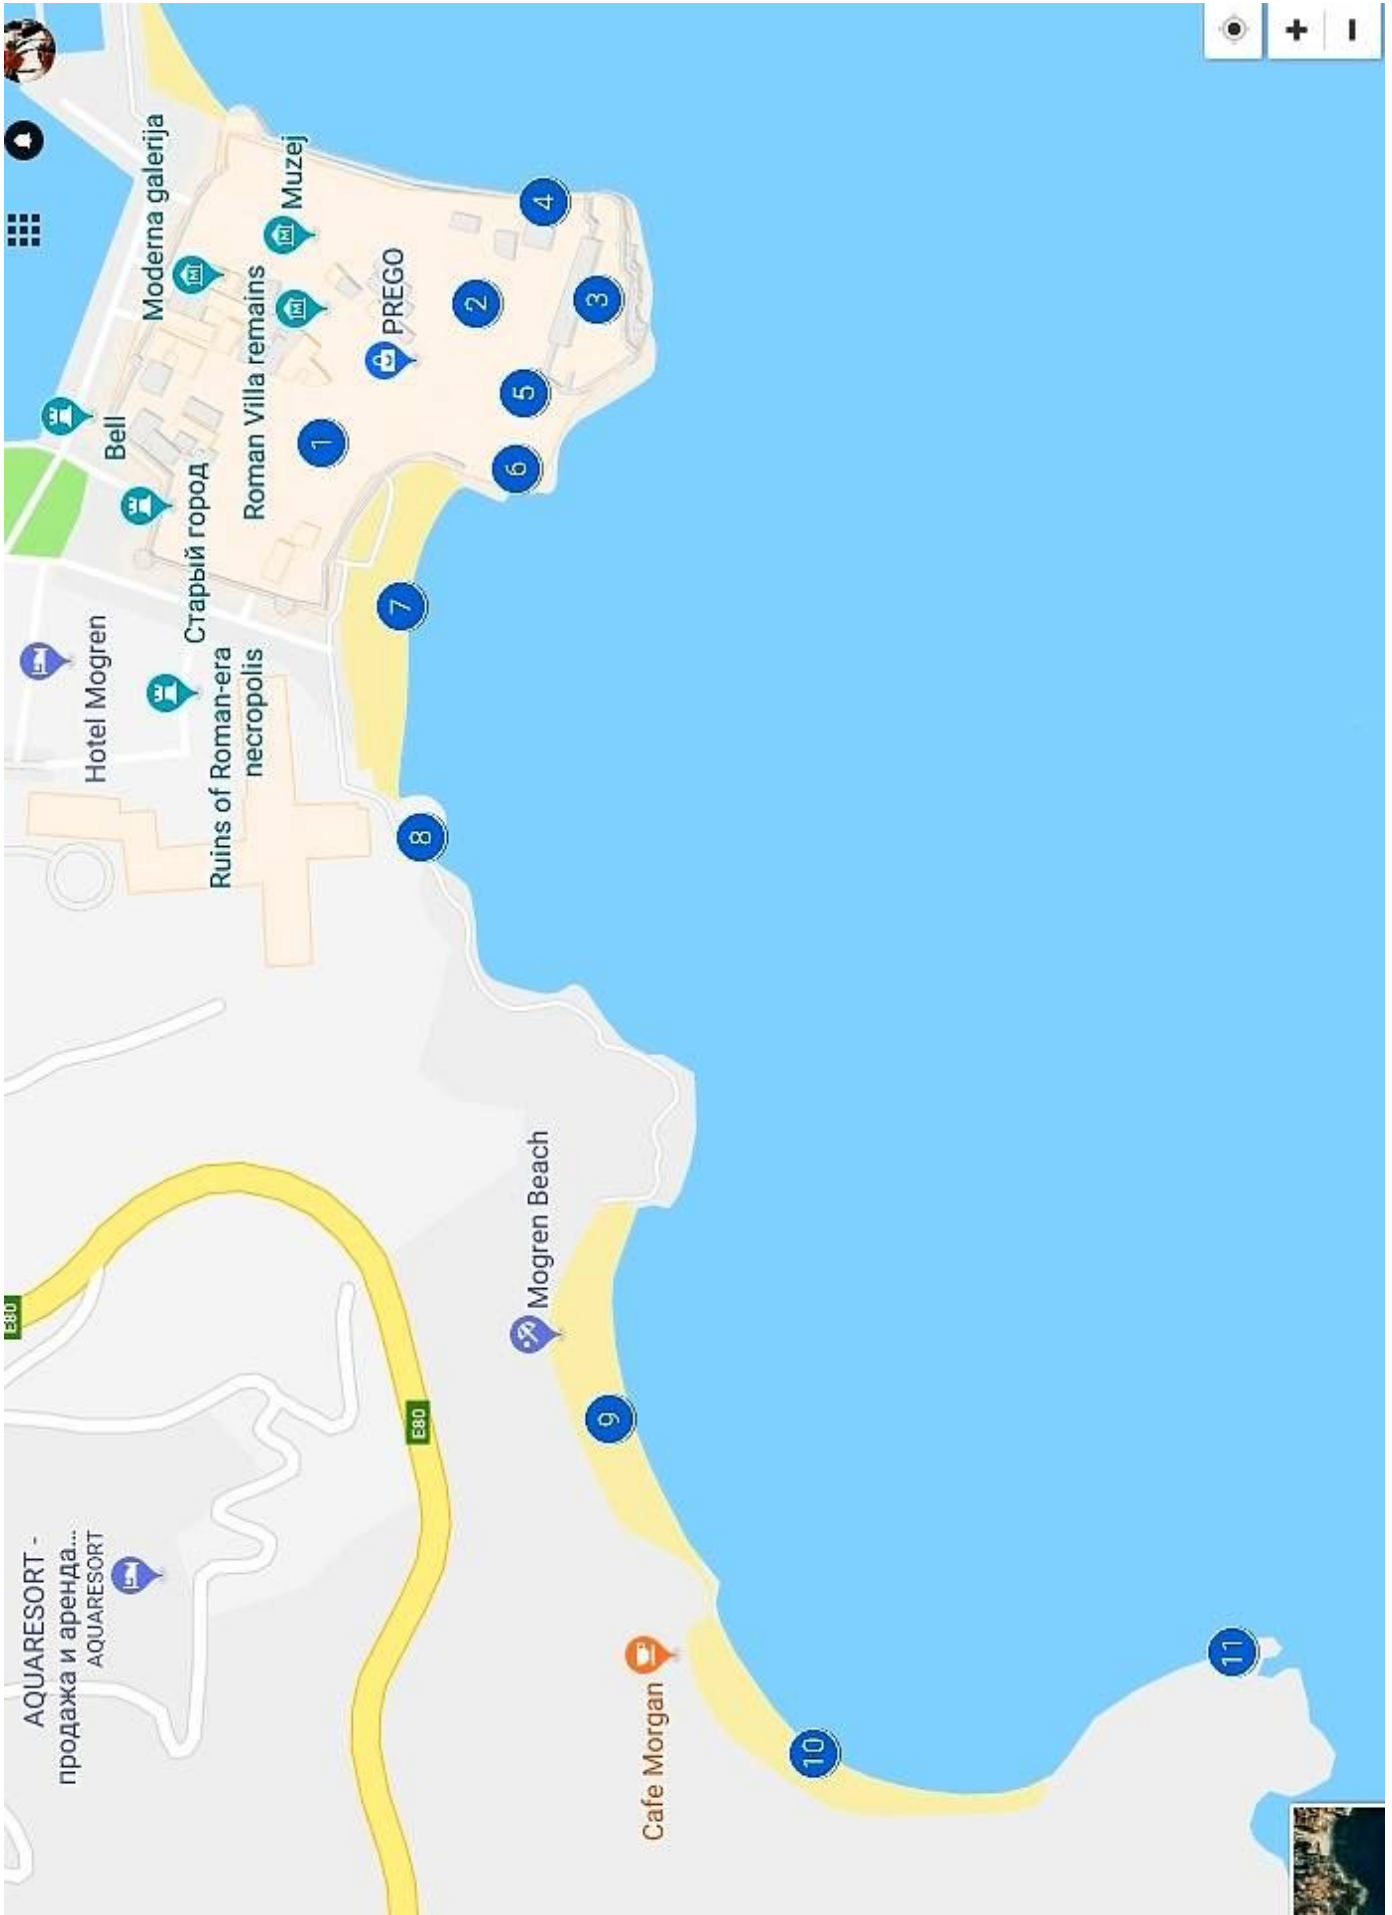 AQUARESORT -
продажа и аренда...
AQUARESORT
E80
E80
Hotel Mogren
Bell
Старый город
Ruins of Roman-era
necropolis
Moderna galerija
Muzej
Roman Villa remains
PREGO
Mogren Beach
Cafe Morgan
1
2
3
4
5
6
7
8
9
10
11
+
−